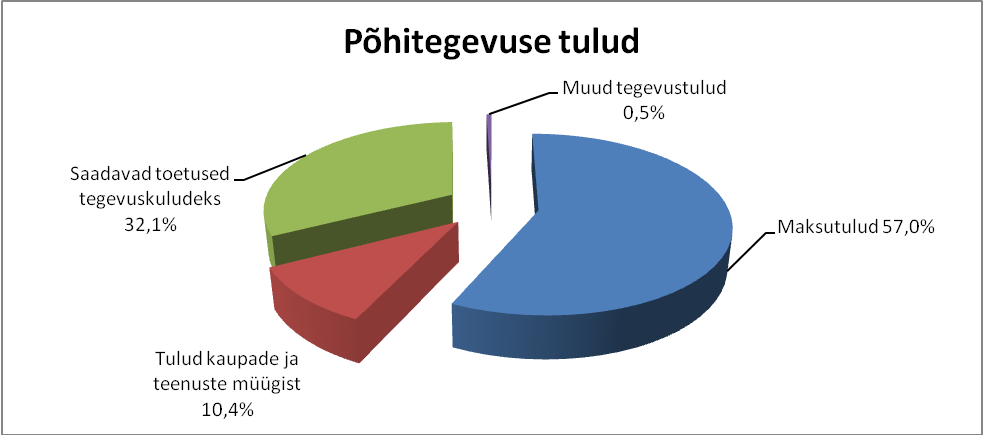 Põhitegevuse tulud
Muud tegevustulud
0,5%
Saadavad toetused
tegevuskuludeks
32,1%
Maksutulud 57,0%
Tulud kaupade ja
teenuste müügist
10,4%